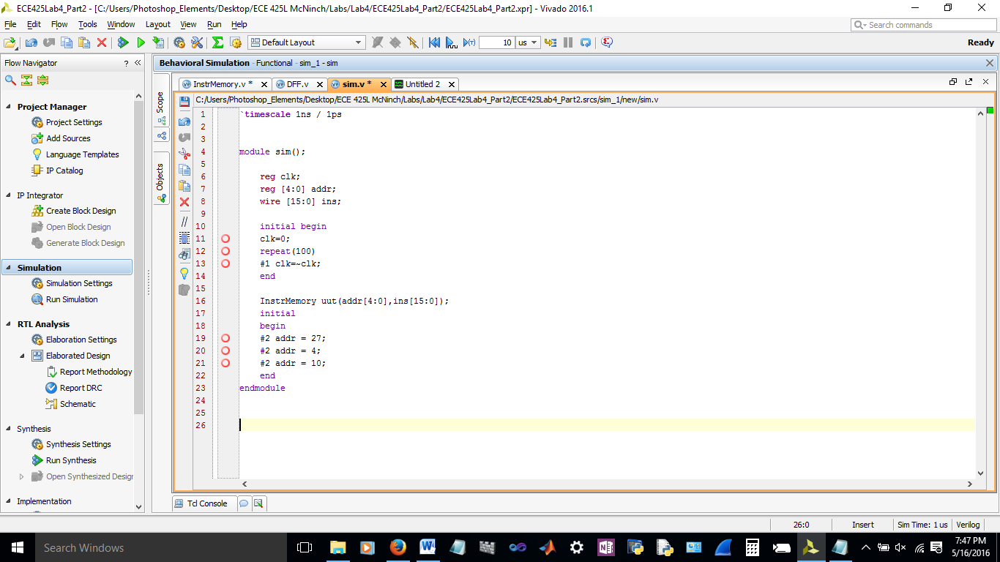 ECE425Lab4_Part2 - [C:/Users/Photoshop_Elements/Desktop/ECE 425L McNinch/Labs/Lab4/ECE425Lab4_Part2/ECE425Lab4_Part2.xpr] - Vivado 2016.1
File Edit Flow Tools Window Layout View Run Help
Search commands
Default Layout
10 us
Ready
Flow Navigator
Project Manager
Project Settings
Add Sources
Language Templates
IP Catalog
IP Integrator
Create Block Design
Open Block Design
Generate Block Design
Simulation
Simulation Settings
Run Simulation
RTL Analysis
Elaboration Settings
Elaborated Design
Report Methodology
Report DRC
Schematic
Synthesis
Synthesis Settings
Run Synthesis
Open Synthesized Design
Implementation
Behavioral Simulation - Functional - sim_1 - sim
Scope
Objects
InstrMemory.v * DFF.v sim.v * Untitled 2
C:/Users/Photoshop_Elements/Desktop/ECE 425L McNinch/Labs/Lab4/ECE425Lab4_Part2/ECE425Lab4_Part2.srcs/sim_1/new/sim.v
1 `timescale 1ns / 1ps
2
3
4 module sim();
5
6 reg clk;
7 reg [4:0] addr;
8 wire [15:0] ins;
9
10 initial begin
11 clk=0;
12 repeat(100)
13 #1 clk=~clk;
14 end
15
16 InstrMemory uut(addr[4:0],ins[15:0]);
17 initial
18 begin
19 #2 addr = 27;
20 #2 addr = 4;
21 #2 addr = 10;
22 end
23 endmodule
24
25
26
Tcl Console
26:0 Insert Sim Time: 1 us Verilog
Search Windows
7:47 PM
5/16/2016